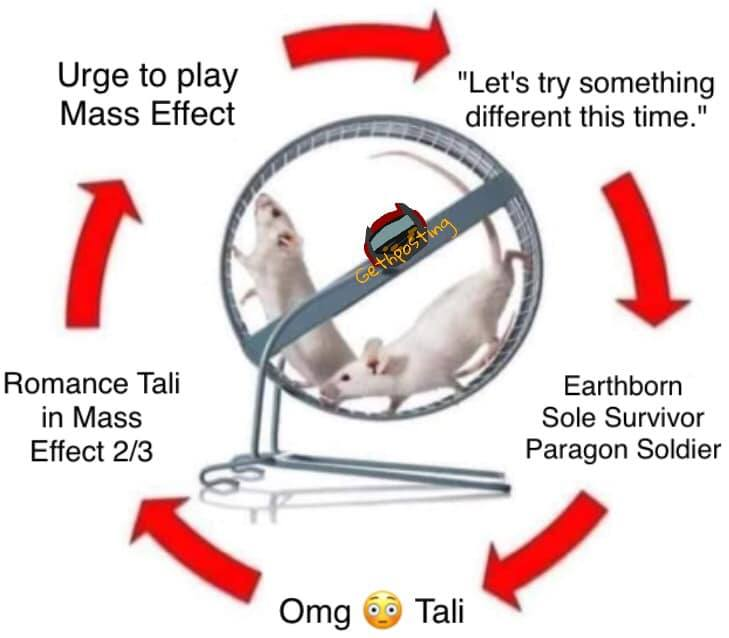 Urge to play
Mass Effect
"Let's try something
different this time."
Earthborn
Sole Survivor
Paragon Soldier
Omg 😳 Tali
Romance Tali
in Mass
Effect 2/3
Gethposting